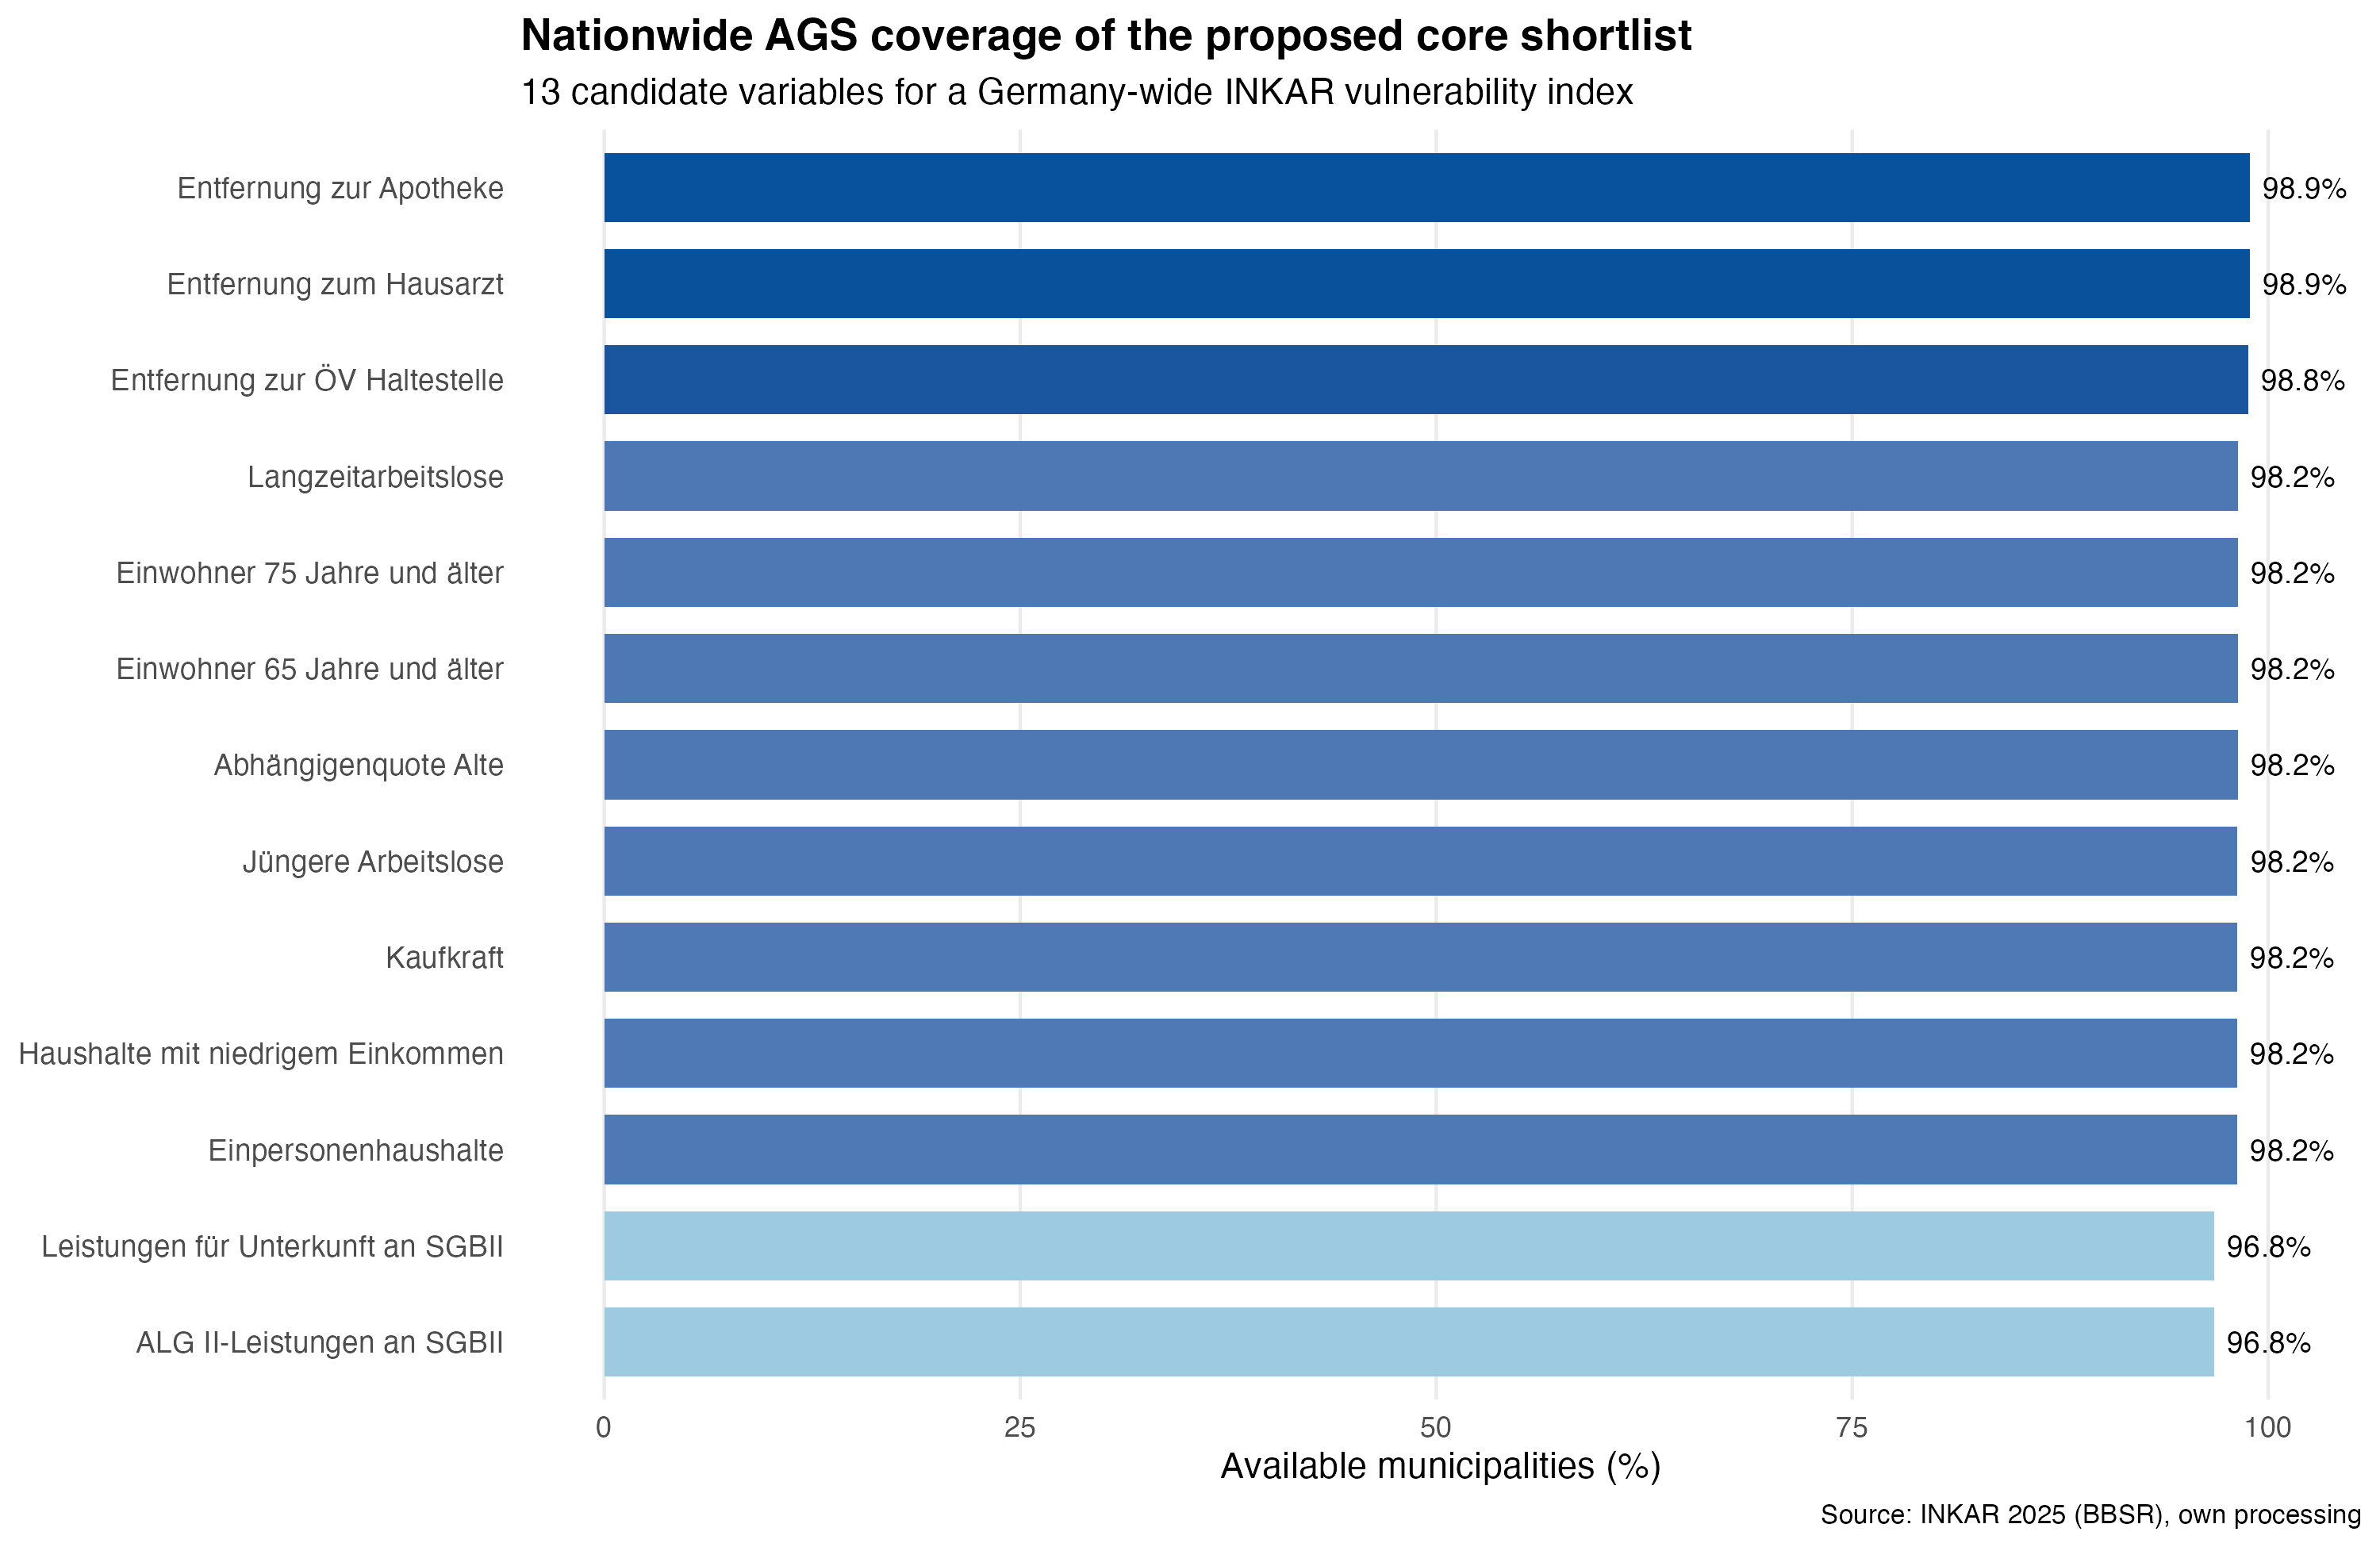 Nationwide AGS coverage of the proposed core shortlist
13 candidate variables for a Germany-wide INKAR vulnerability index
Entfernung zur Apotheke 98.9%
Entfernung zum Hausarzt 98.9%
Entfernung zur ÖV Haltestelle 98.8%
Langzeitarbeitslose 98.2%
Einwohner 75 Jahre und älter 98.2%
Einwohner 65 Jahre und älter 98.2%
Abhängigenquote Alte 98.2%
Jüngere Arbeitslose 98.2%
Kaufkraft 98.2%
Haushalte mit niedrigem Einkommen 98.2%
Einpersonenhaushalte 98.2%
Leistungen für Unterkunft an SGBII 96.8%
ALG II-Leistungen an SGBII 96.8%
0 25 50 75 100
Available municipalities (%)
Source: INKAR 2025 (BBSR), own processing